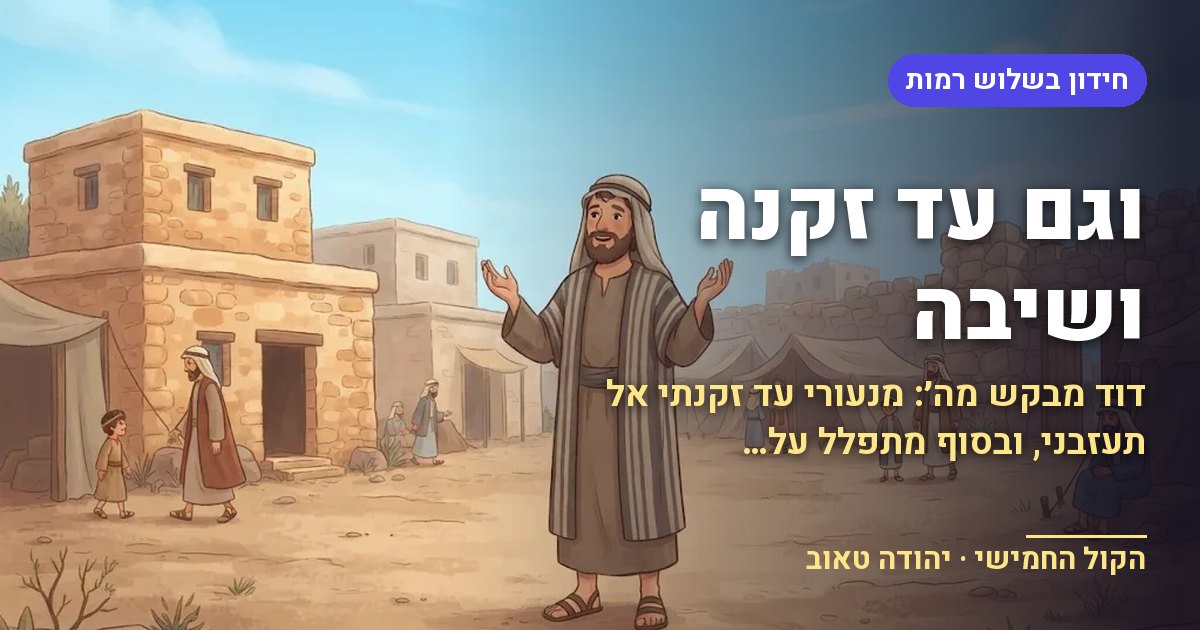 חידון בשלוש רמות
וגם עד זקנה
ושיבה
דוד מבקש מה׳: מנעורי עד זקנתי אל
תעזבני, ובסוף מתפלל על...
הקול החמישי · יהודה טאוב